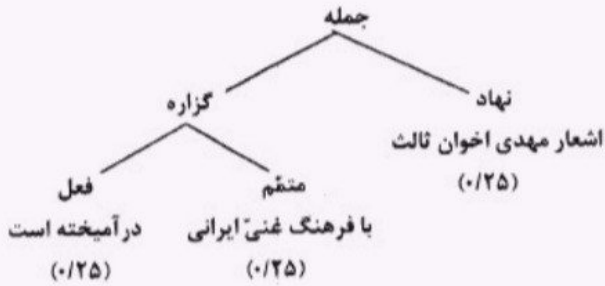 جمله
نهاد
گزاره
اشعار مهدی اخوان ثالث
(۰/۲۵)
متمّم
فعل
با فرهنگ غنیّ ایرانی
درآمیخته است
(۰/۲۵)
(۰/۲۵)